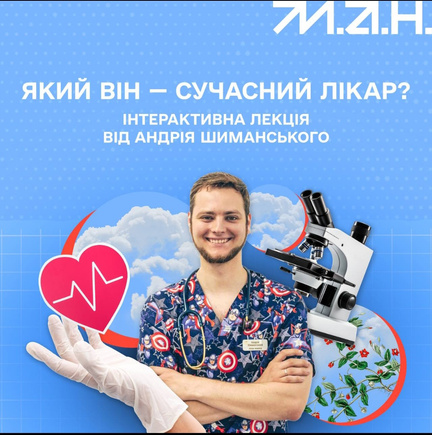 М.А.Н.
ЯКИЙ ВІН — СУЧАСНИЙ ЛІКАР?
ІНТЕРАКТИВНА ЛЕКЦІЯ
ВІД АНДРІЯ ШИМАНСЬКОГО